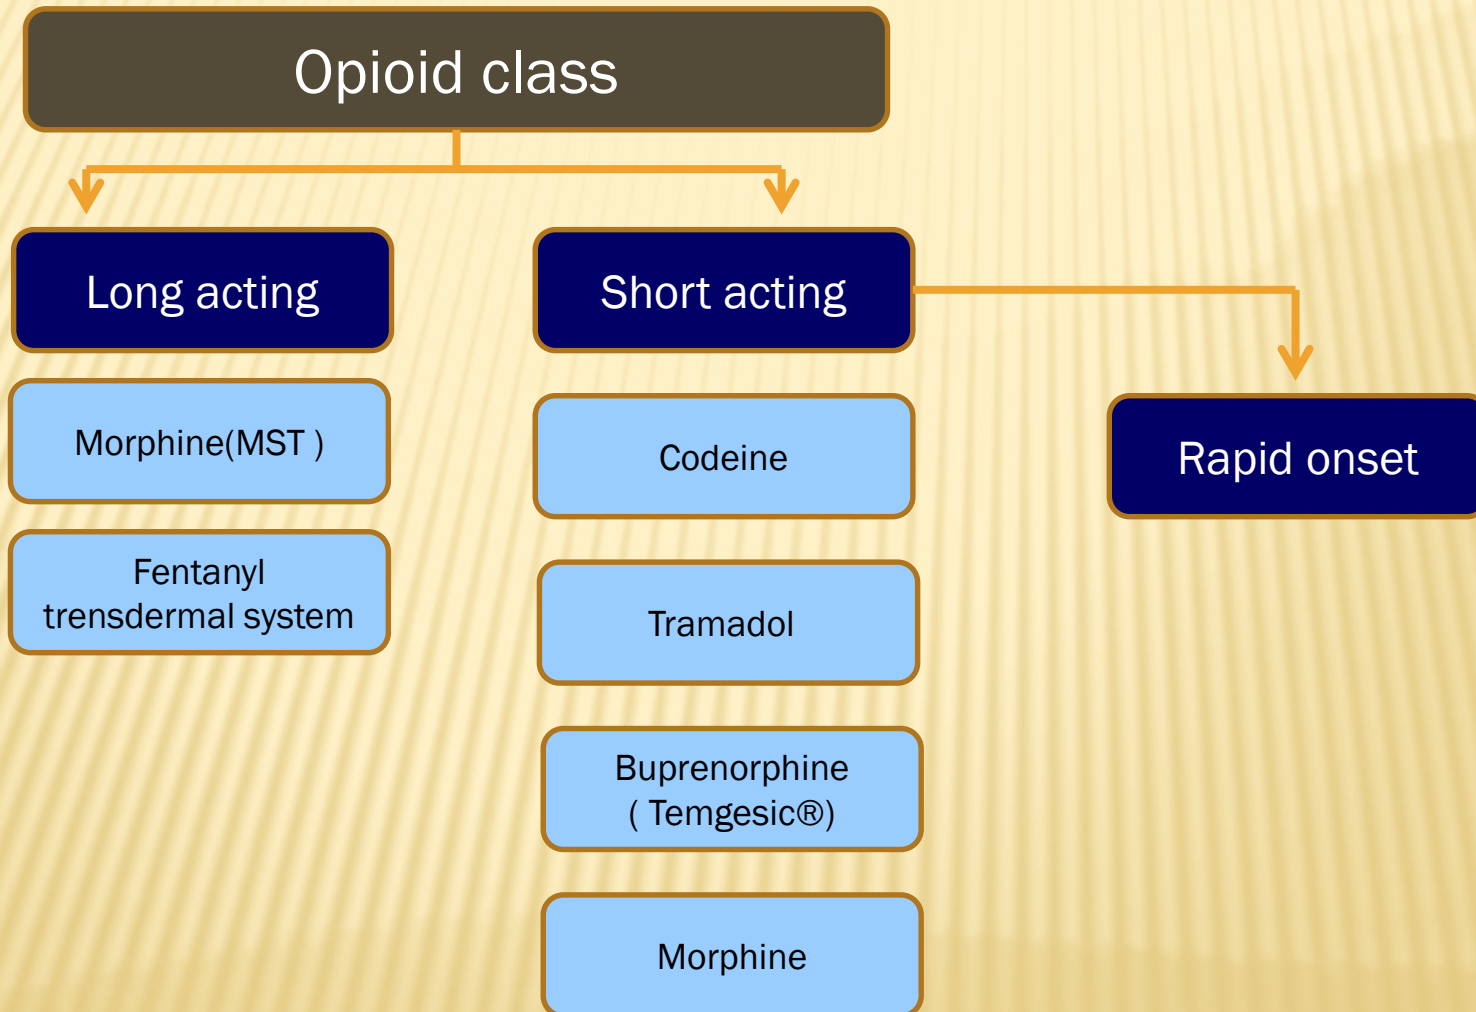 Opioid class
Long acting
Short acting
Morphine(MST )
Codeine
Rapid onset
Fentanyl
trensdermal system
Tramadol
Buprenorphine
( Temgesic®)
Morphine